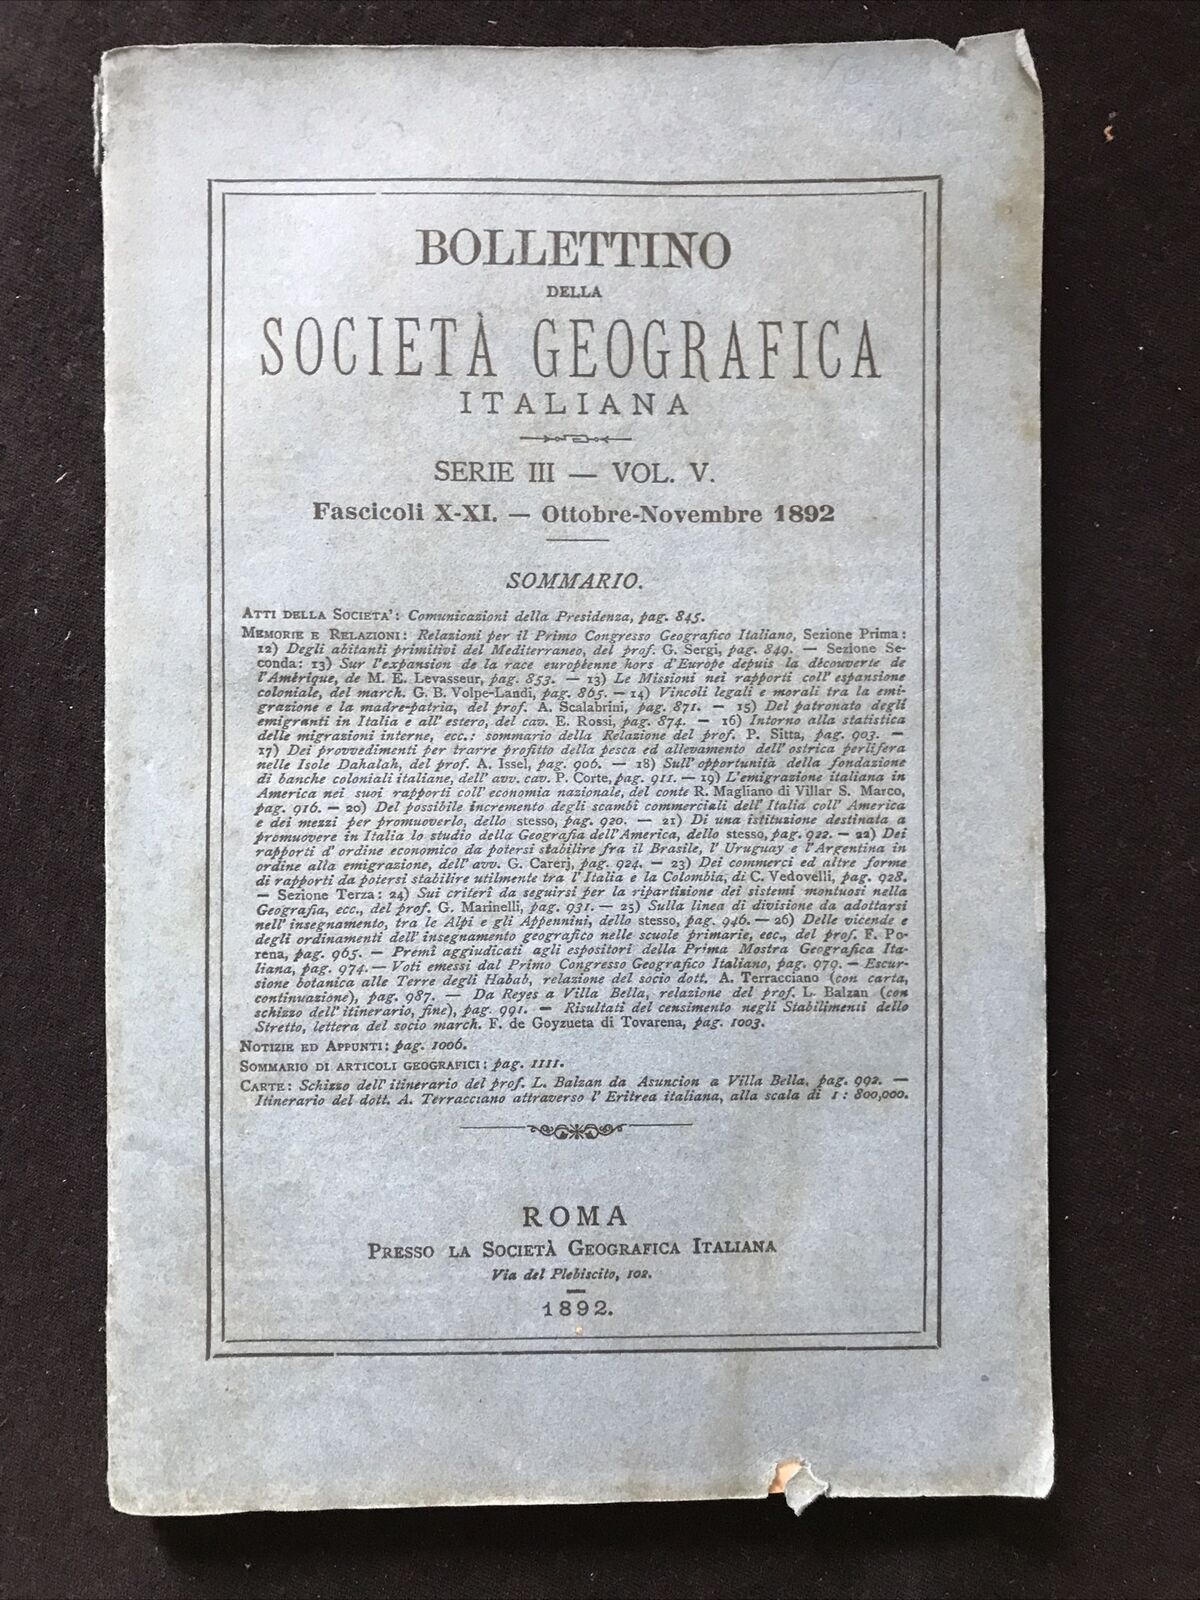 BOLLETTINO
DELLA
SOCIETÀ GEOGRAFICA
ITALIANA
SERIE III — VOL. V.
Fascicoli X-XI. — Ottobre-Novembre 1892
SOMMARIO.
ATTI DELLA SOCIETA': Comunicazioni della Presidenza, pag. 845.
MEMORIE E RELAZIONI: Relazioni per il Primo Congresso Geografico Italiano, Sezione Prima:
12) Degli abitanti primitivi del Mediterraneo, del prof. G. Sergi, pag. 849. — Sezione Se-
conda: 13) Sur l'expansion de la race européenne hors d'Europe depuis la découverte de
l'Amérique, de M. E. Levasseur, pag. 853. — 13) Le Missioni nei rapporti coll' espansione
coloniale, del march. G. B. Volpe-Landi, pag. 865. — 14) Vincoli legali e morali tra la emi-
grazione e la madre-patria, del prof. A. Scalabrini, pag. 871. — 15) Del patronato degli
emigranti in Italia e all' estero, del cav. E. Rossi, pag. 874. — 16) Intorno alla statistica
delle migrazioni interne, ecc.: sommario della Relazione del prof. P. Sitta, pag. 903. —
17) Dei provvedimenti per trarre profitto della pesca ed allevamento dell' ostrica perlifera
nelle Isole Dahalak, del prof. A. Issel, pag. 906. — 18) Sull' opportunità della fondazione
di banche coloniali italiane, dell' avv. cav. P. Corte, pag. 911. — 19) L'emigrazione italiana in
America nei suoi rapporti coll' economia nazionale, del conte R. Magliano di Villar S. Marco,
pag. 916. — 20) Del possibile incremento degli scambî commerciali dell' Italia coll' America
e dei mezzi per promuoverlo, dello stesso, pag. 920. — 21) Di una istituzione destinata a
promuovere in Italia lo studio della Geografia dell'America, dello stesso, pag. 922. — 22) Dei
rapporti d' ordine economico da potersi stabilire fra il Brasile, l' Uruguay e l'Argentina in
ordine alla emigrazione, dell' avv. G. Carerj, pag. 924. — 23) Dei commerci ed altre forme
di rapporti da potersi stabilire utilmente tra l'Italia e la Colombia, di C. Vedovelli, pag. 928.
— Sezione Terza: 24) Sui criteri da seguirsi per la ripartizione dei sistemi montuosi nella
Geografia, ecc., del prof. G. Marinelli, pag. 931. — 25) Sulla linea di divisione da adottarsi
nell' insegnamento, tra le Alpi e gli Appennini, dello stesso, pag. 946. — 26) Delle vicende e
degli ordinamenti dell' insegnamento geografico nelle scuole primarie, ecc., del prof. F. Po-
rena, pag. 965. — Premî aggiudicati agli espositori della Prima Mostra Geografica Ita-
liana, pag. 974. — Voti emessi dal Primo Congresso Geografico Italiano, pag. 979. — Escur-
sione botanica alle Terre degli Habab, relazione del socio dott. A. Terracciano (con carta,
continuazione), pag. 987. — Da Reyes a Villa Bella, relazione del prof. L. Balzan (con
schizzo dell' itinerario, fine), pag. 991. — Risultati del censimento negli Stabilimenti dello
Stretto, lettera del socio march. F. de Goyzueta di Toverena, pag. 1003.
NOTIZIE ED APPUNTI: pag. 1006.
SOMMARIO DI ARTICOLI GEOGRAFICI: pag. 1111.
CARTE: Schizzo dell' itinerario del prof. L. Balzan da Asuncion a Villa Bella, pag. 992. —
Itinerario del dott. A. Terracciano attraverso l' Eritrea italiana, alla scala di 1 : 800,000.
ROMA
PRESSO LA SOCIETÀ GEOGRAFICA ITALIANA
Via del Plebiscito, 102.
1892.